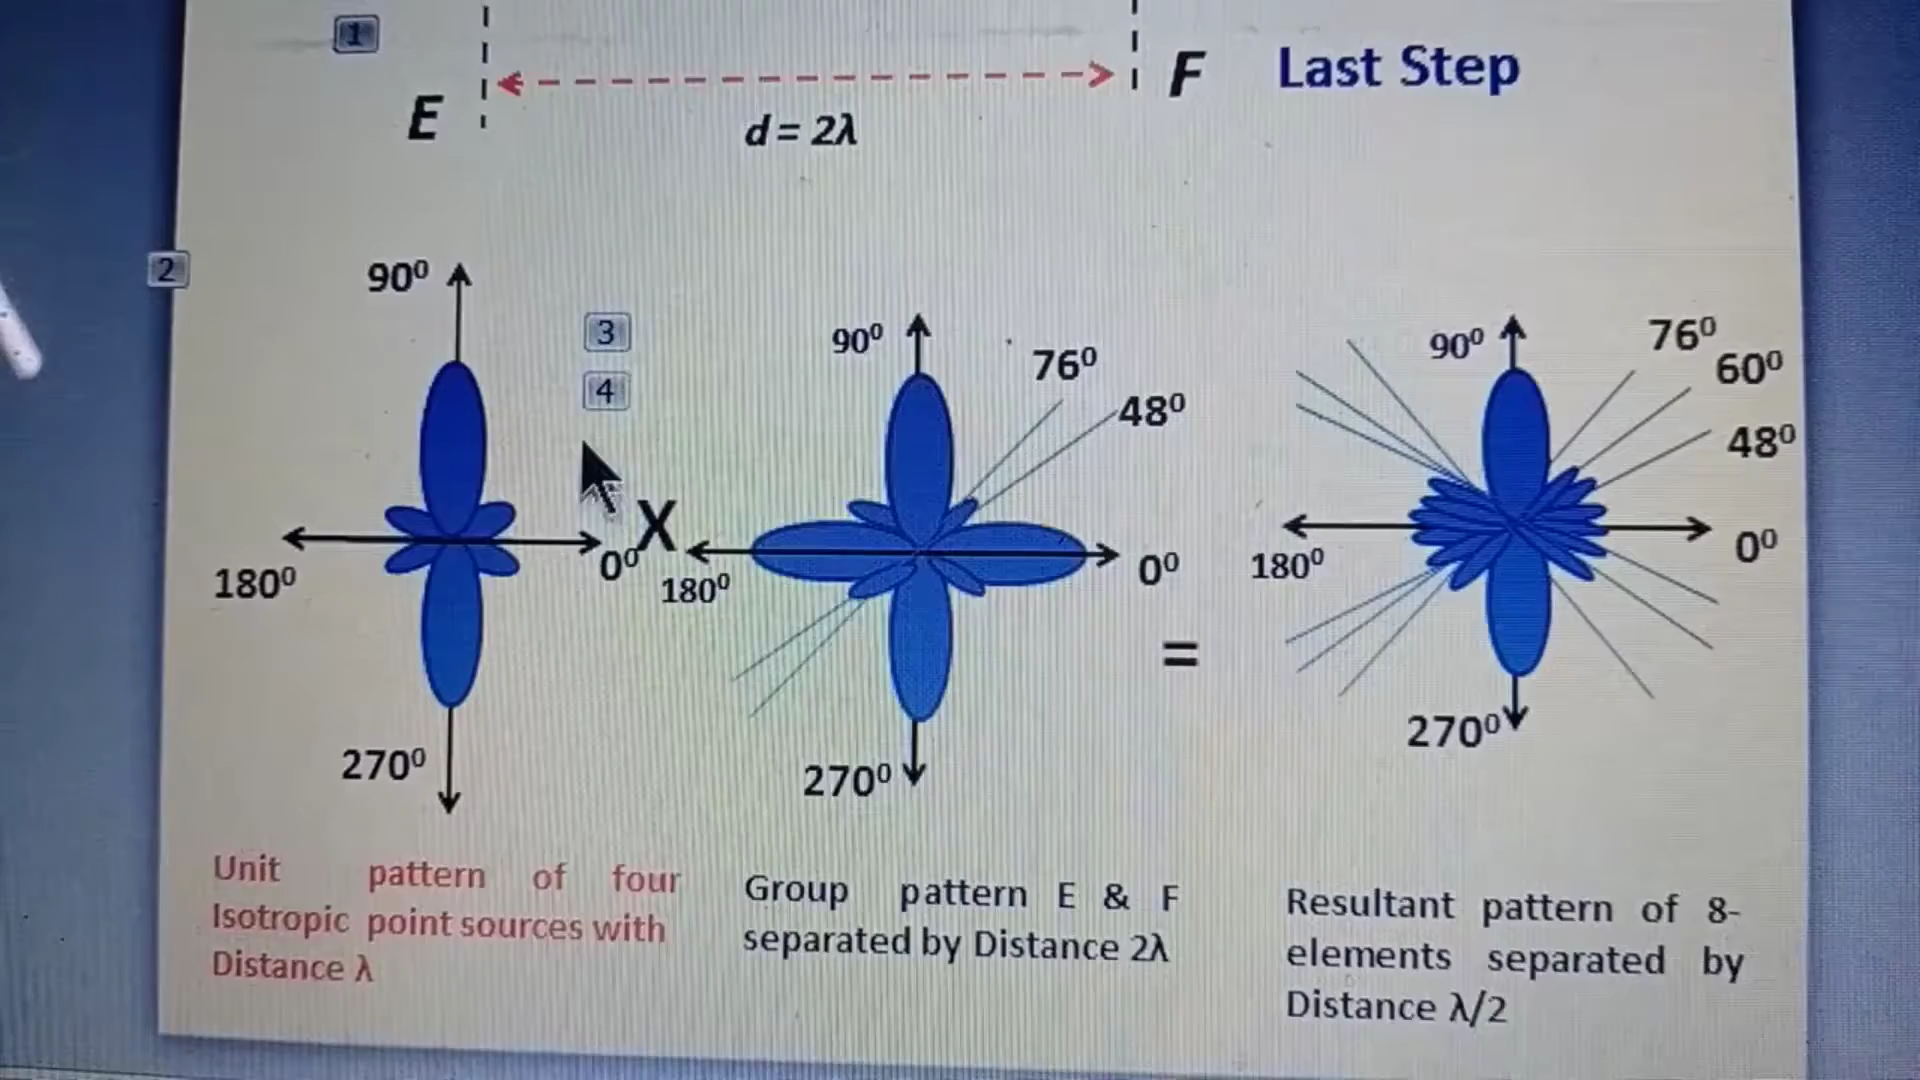 1
E
F
Last Step
d = 2λ
2
90⁰
3
4
180⁰
0⁰
270⁰
X
90⁰
76⁰
48⁰
180⁰
0⁰
270⁰
=
90⁰
76⁰
60⁰
48⁰
180⁰
0⁰
270⁰
Unit pattern of four
Isotropic point sources with
Distance λ
Group pattern E & F
separated by Distance 2λ
Resultant pattern of 8-
elements separated by
Distance λ/2